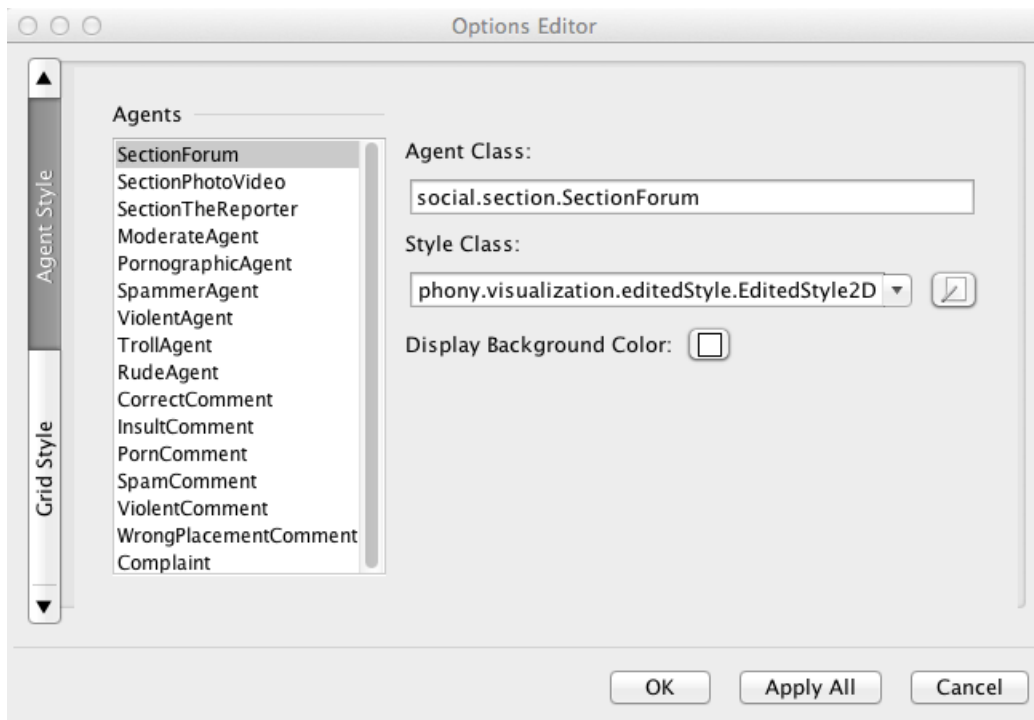 Options Editor
Agent Style
Grid Style
Agents
SectionForum
SectionPhotoVideo
SectionTheReporter
ModerateAgent
PornographicAgent
SpammerAgent
ViolentAgent
TrollAgent
RudeAgent
CorrectComment
InsultComment
PornComment
SpamComment
ViolentComment
WrongPlacementComment
Complaint
Agent Class:
social.section.SectionForum
Style Class:
phony.visualization.editedStyle.EditedStyle2D
Display Background Color:
OK
Apply All
Cancel